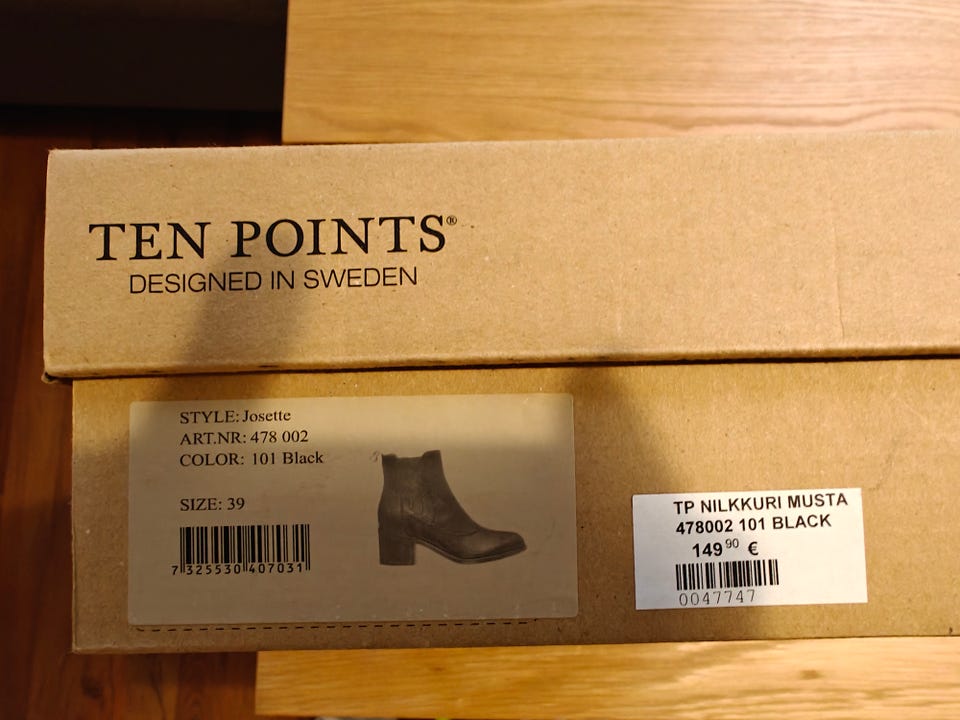 TEN POINTS®
DESIGNED IN SWEDEN
STYLE: Josette
ART.NR: 478 002
COLOR: 101 Black
SIZE: 39
7 325530 407031
TP NILKKURI MUSTA
478002 101 BLACK
149 90 €
0047747